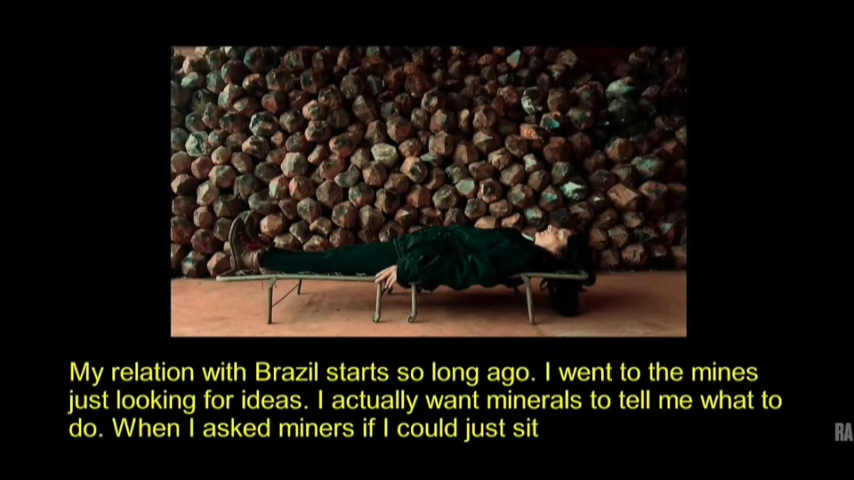 My relation with Brazil starts so long ago. I went to the mines
just looking for ideas. I actually want minerals to tell me what to
do. When I asked miners if I could just sit
RA